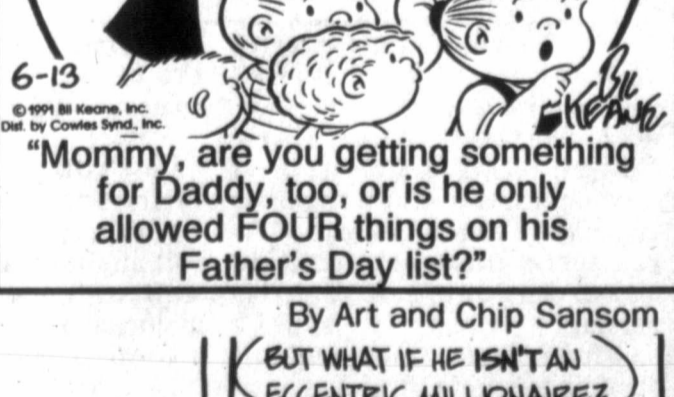 6-13
© 1991 Bil Keane, Inc.
Dist. by Cowles Synd., Inc.
BIL KEANE
"Mommy, are you getting something
for Daddy, too, or is he only
allowed FOUR things on his
Father's Day list?"
By Art and Chip Sansom
BUT WHAT IF HE ISN'T AN
ECCENTRIC MILLIONAIRE?